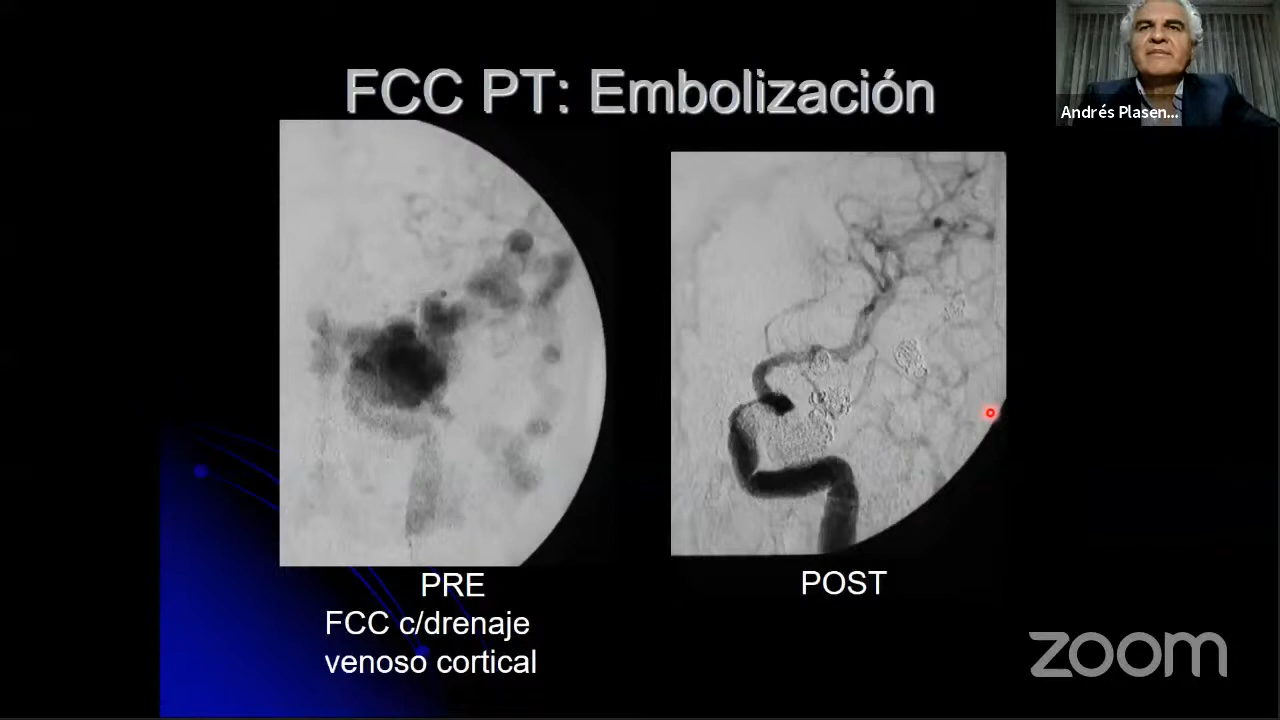 FCC PT: Embolización
Andrés Plasen...
PRE
FCC c/drenaje
venoso cortical
POST
zoom